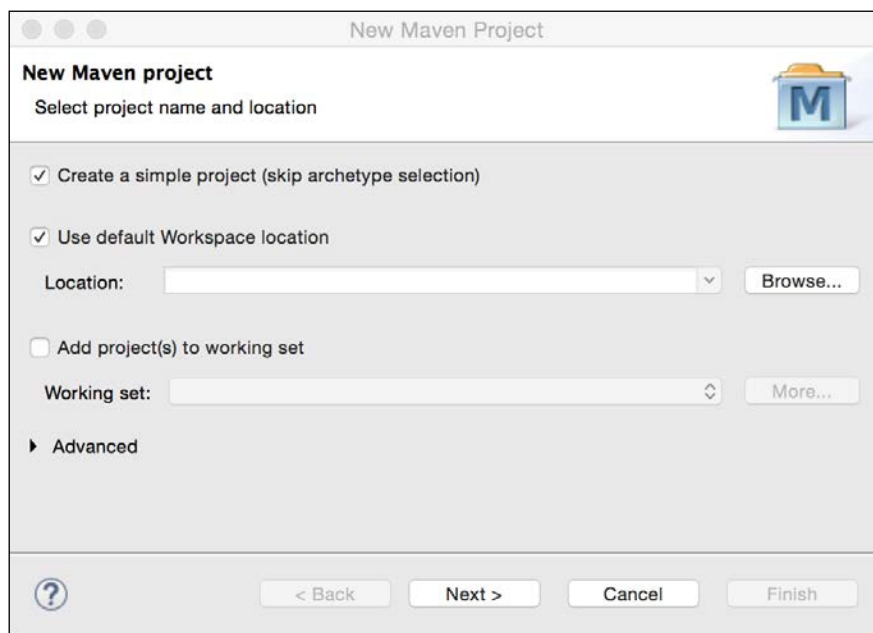 New Maven Project
New Maven project
Select project name and location
M
Create a simple project (skip archetype selection)
Use default Workspace location
Location:
Browse...
Add project(s) to working set
Working set:
More...
Advanced
?
< Back
Next >
Cancel
Finish